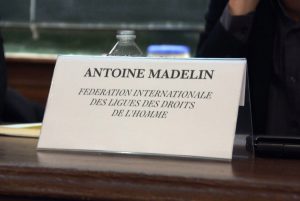 ANTOINE MADELIN
FEDERATION INTERNATIONALE
DES LIGUES DES DROITS
DE L'HOMME